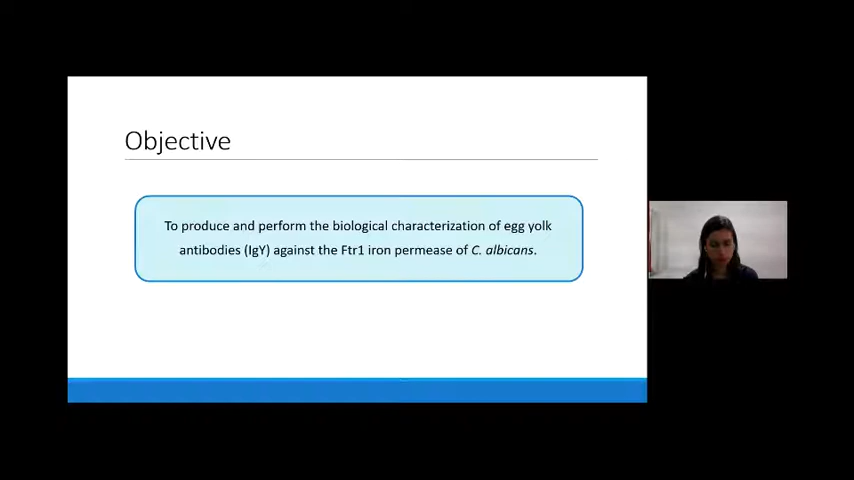 Objective
To produce and perform the biological characterization of egg yolk
antibodies (IgY) against the Ftr1 iron permease of C. albicans.